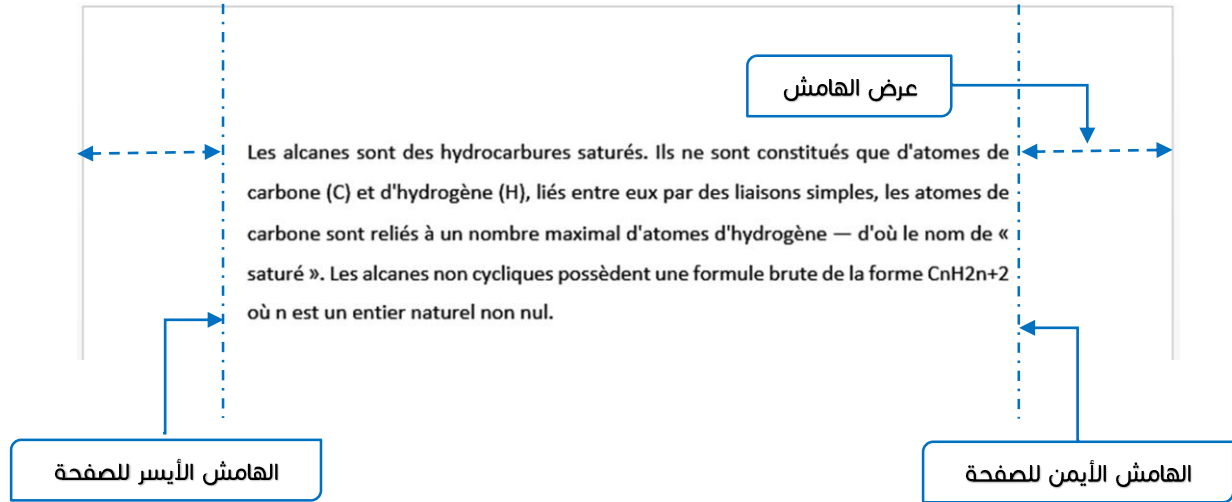 عرض الهامش
Les alcanes sont des hydrocarbures saturés. Ils ne sont constitués que d'atomes de
carbone (C) et d'hydrogène (H), liés entre eux par des liaisons simples, les atomes de
carbone sont reliés à un nombre maximal d'atomes d'hydrogène — d'où le nom de «
saturé ». Les alcanes non cycliques possèdent une formule brute de la forme CnH2n+2
où n est un entier naturel non nul.
الهامش الأيمن للصفحة
الهامش الأيسر للصفحة